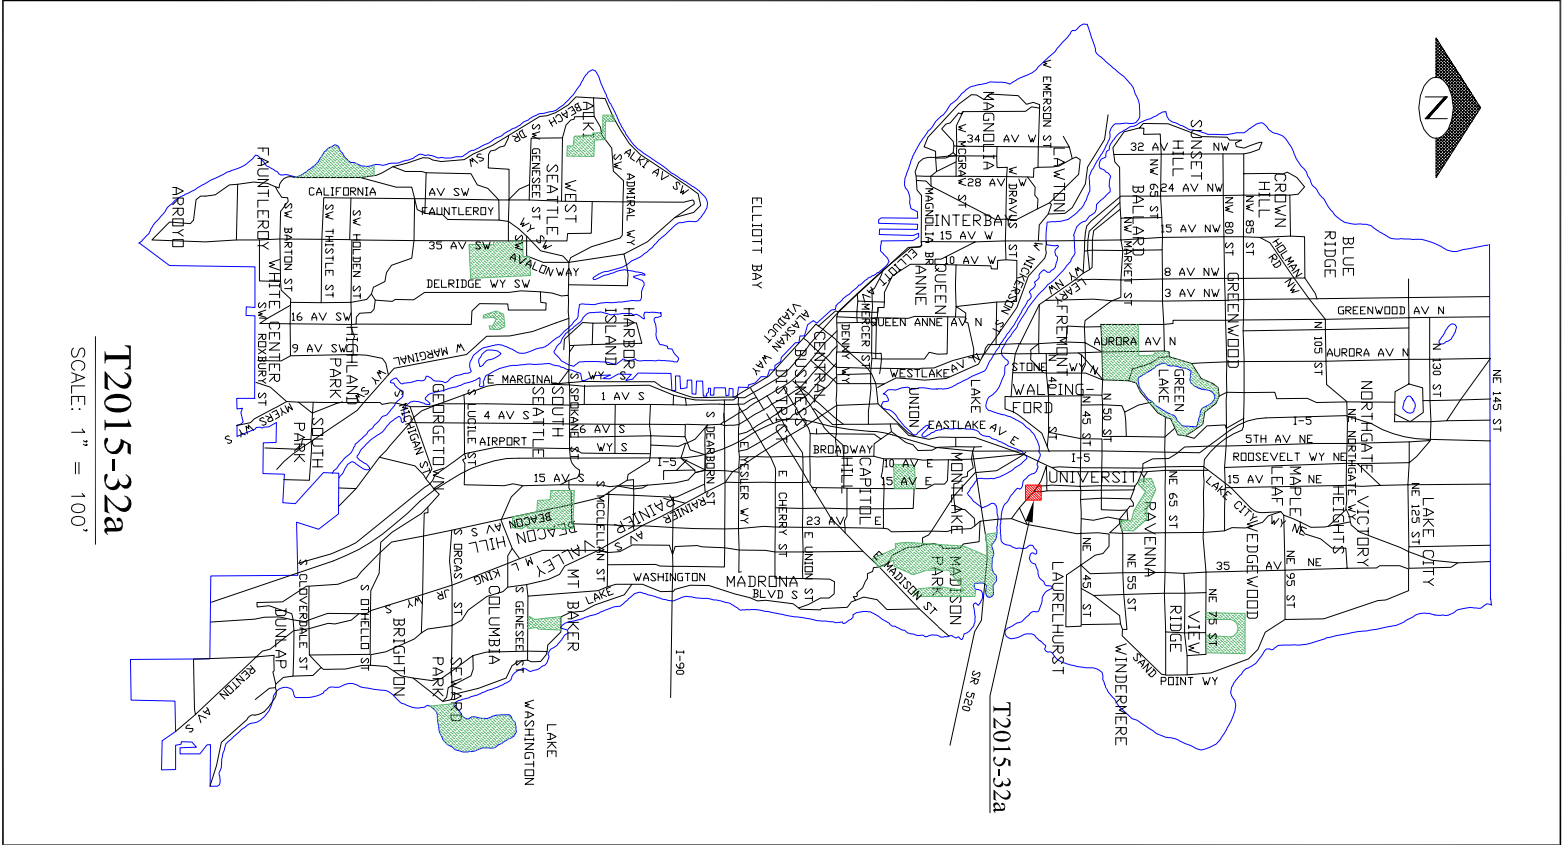 N
NE 145 ST
LAKE CITY
NE 125 ST
N 130 ST
GREENWOOD AV N
AURORA AV N
NORTHGATE
NE NORTHGATE WY
VICTORY
HEIGHTS
MAPLE
LEAF
I-5
5TH AV NE
ROOSEVELT WY NE
15 AV NE
LAKE CITY WY NE
NE 95 ST
35 AV NE
WEDGEWOOD
N 105 ST
BLUE
RIDGE
CROWN
HILL
HOLMAN RD
NW
NW 85 ST
NW 80 ST
GREENWOOD
SUNSET
HILL
32 AV NW
24 AV NW
15 AV NW
8 AV NW
3 AV NW
NW 65 ST
BALLARD
NW MARKET ST
LEARY WY NW
FREMONT
AURORA AV N
GREEN
LAKE
STONE WY N
WALLING-
FORD
40 ST
N 45 ST
N 50 ST
I-5
UNIVERSITY
NE 65 ST
RAVENNA
NE 55 ST
NE 45 ST
NE 75 ST
VIEW
RIDGE
SAND POINT WY
WINDERMERE
LAURELHURST
T2015-32a
SR 520
W EMERSON ST
MAGNOLIA
34 AV W
W MCGRAW ST
28 AV W
W DRAVUS ST
LAWTON
INTERBAY
MAGNOLIA BR
15 AV W
10 AV W
W NICKERSON ST
QUEEN
ANNE
ELLIOTT AV
MERCER ST
QUEEN ANNE AV N
DENNY WY
WESTLAKE AV N
LAKE
UNION
EASTLAKE AV E
BROADWAY
10 AV E
15 AV E
CAPITOL
HILL
MONTLAKE
23 AV E
MADISON
PARK
E MADISON ST
ELLIOTT BAY
ALASKAN WAY
VIADUCT
CENTRAL
BUSINESS
DISTRICT
E CHERRY ST
E UNION ST
E YESLER WY
S DEARBORN ST
MADRONA
BLVD S
WASHINGTON
LAKE
I-90
I-5
ALKI
BEACH DR SW
ALKI AV SW
SW ADMIRAL WY
SW GENESEE ST
WEST
SEATTLE
CALIFORNIA AV SW
FAUNTLEROY WY SW
35 AV SW
SW AVALON WAY
DELRIDGE WY SW
FAUNTLEROY
ARROYO
SW BARTON ST
SW THISTLE ST
SW HOLDEN ST
WHITE CENTER
SW ROXBURY ST
16 AV SW
9 AV SW
HIGHLAND
PARK
W MARGINAL WY S
HARBOR
ISLAND
E MARGINAL WY S
1 AV S
4 AV S
6 AV S
AIRPORT WY S
S LUCILE ST
S SPOKANE ST
SOUTH
SEATTLE
GEORGETOWN
S MICHIGAN ST
MYERS WY S
SOUTH
PARK
15 AV S
BEACON AV S
BEACON
HILL
S MCCLELLAN ST
RAINIER AV S
RAINIER
VALLEY
M L KING JR WY S
S ORCAS ST
COLUMBIA
S GENESEE ST
MT BAKER
S CLOVERDALE ST
S OTHELLO ST
DUNLAP
BRIGHTON
SEWARD
PARK
RENTON AV S
LAKE
WASHINGTON
T2015-32a
SCALE: 1" = 100'